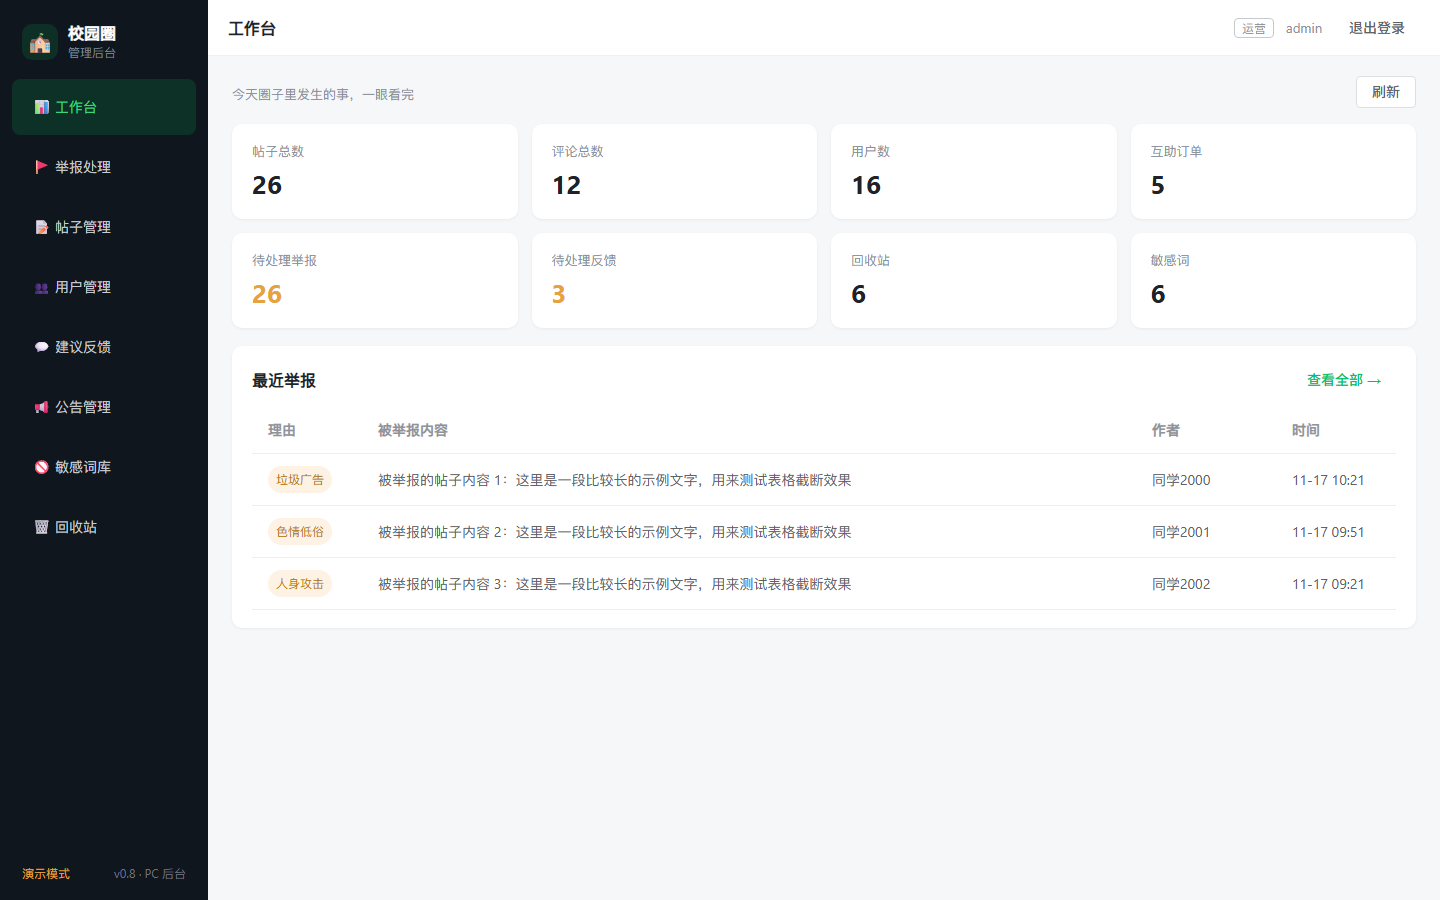 校园圈
管理后台
工作台
举报处理
帖子管理
用户管理
建议反馈
公告管理
敏感词库
回收站
演示模式
v0.8 · PC 后台
工作台
运营
admin
退出登录
今天圈子里发生的事，一眼看完
刷新
帖子总数
26
评论总数
12
用户数
16
互助订单
5
待处理举报
26
待处理反馈
3
回收站
6
敏感词
6
最近举报
查看全部 →
理由 被举报内容 作者 时间
垃圾广告 被举报的帖子内容 1：这里是一段比较长的示例文字，用来测试表格截断效果 同学2000 11-17 10:21
色情低俗 被举报的帖子内容 2：这里是一段比较长的示例文字，用来测试表格截断效果 同学2001 11-17 09:51
人身攻击 被举报的帖子内容 3：这里是一段比较长的示例文字，用来测试表格截断效果 同学2002 11-17 09:21